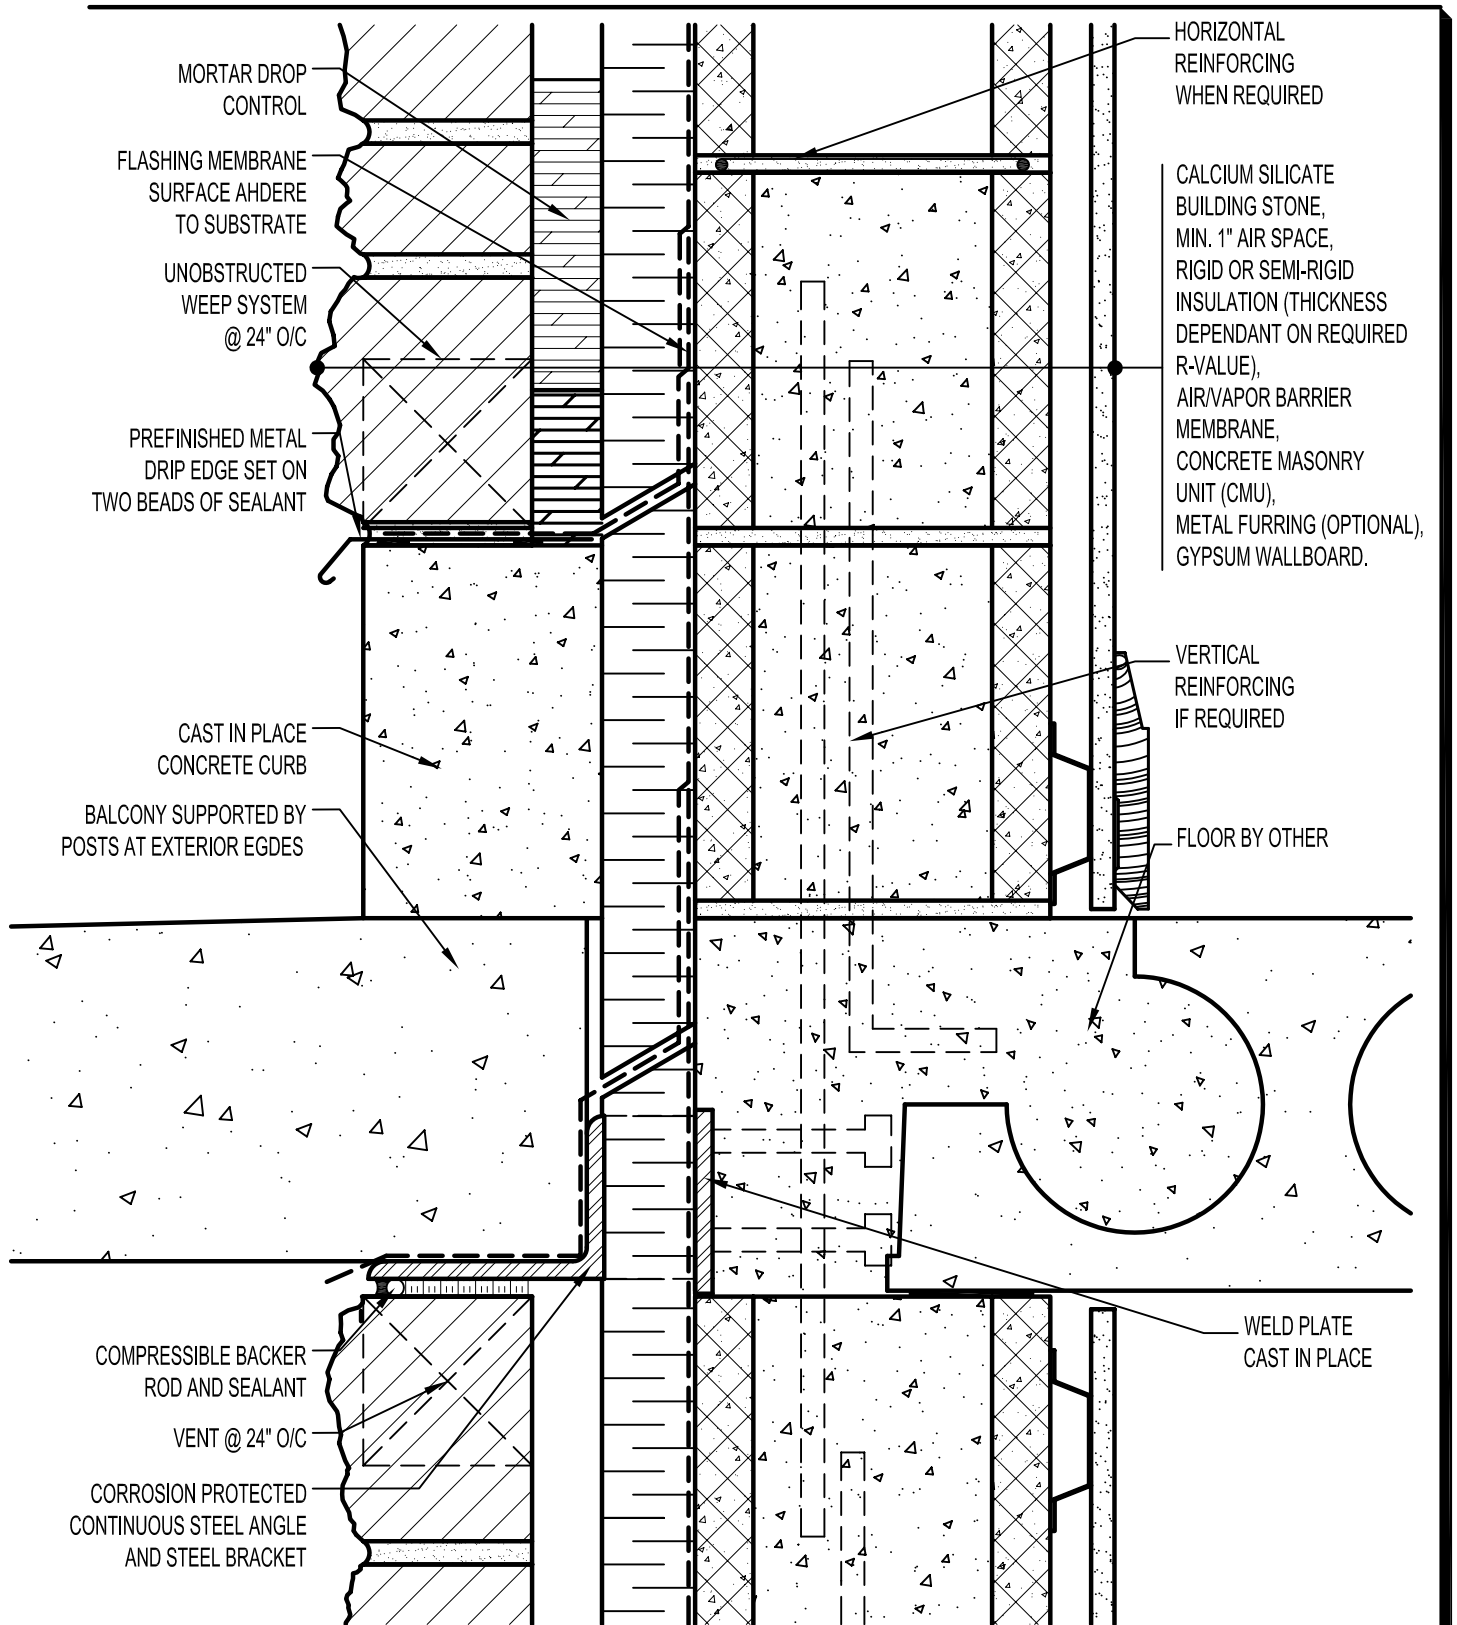 MORTAR DROP
CONTROL
FLASHING MEMBRANE
SURFACE AHDERE
TO SUBSTRATE
UNOBSTRUCTED
WEEP SYSTEM
@ 24" O/C
PREFINISHED METAL
DRIP EDGE SET ON
TWO BEADS OF SEALANT
CAST IN PLACE
CONCRETE CURB
BALCONY SUPPORTED BY
POSTS AT EXTERIOR EGDES
COMPRESSIBLE BACKER
ROD AND SEALANT
VENT @ 24" O/C
CORROSION PROTECTED
CONTINUOUS STEEL ANGLE
AND STEEL BRACKET
HORIZONTAL
REINFORCING
WHEN REQUIRED
CALCIUM SILICATE
BUILDING STONE,
MIN. 1" AIR SPACE,
RIGID OR SEMI-RIGID
INSULATION (THICKNESS
DEPENDANT ON REQUIRED
R-VALUE),
AIR/VAPOR BARRIER
MEMBRANE,
CONCRETE MASONRY
UNIT (CMU),
METAL FURRING (OPTIONAL),
GYPSUM WALLBOARD.
VERTICAL
REINFORCING
IF REQUIRED
FLOOR BY OTHER
WELD PLATE
CAST IN PLACE